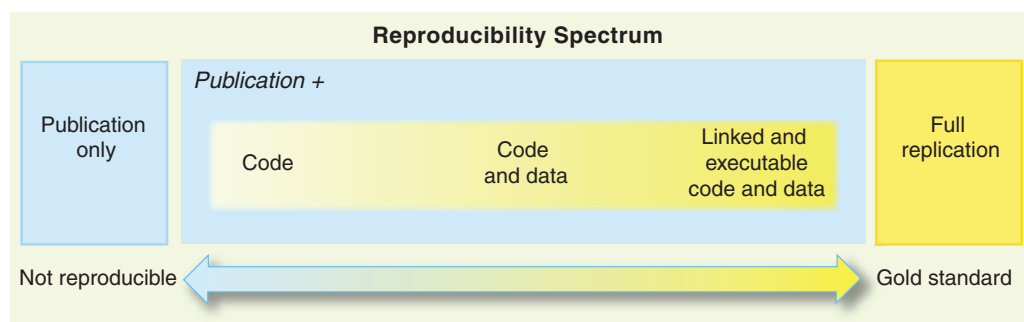 Reproducibility Spectrum
Publication
only
Publication +
Code
Code
and data
Linked and
executable
code and data
Full
replication
Not reproducible
Gold standard